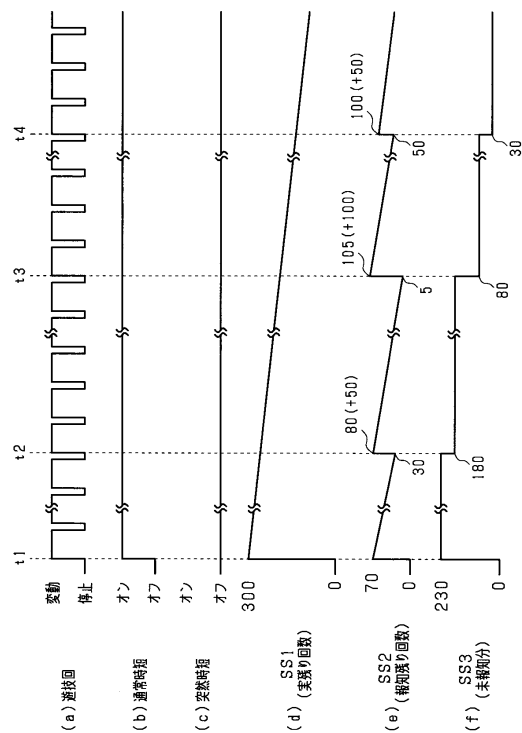 t1 t2 t3 t4
(a) 遊技回
変動
停止
(b) 通常時短
オン
オフ
(c) 突然時短
オン
オフ
(d) SS1
(実残り回数)
300
0
(e) SS2
(報知残り回数)
70
0
80(+50)
30
105(+100)
5
100(+50)
50
(f) SS3
(未報知分)
230
0
180
80
30